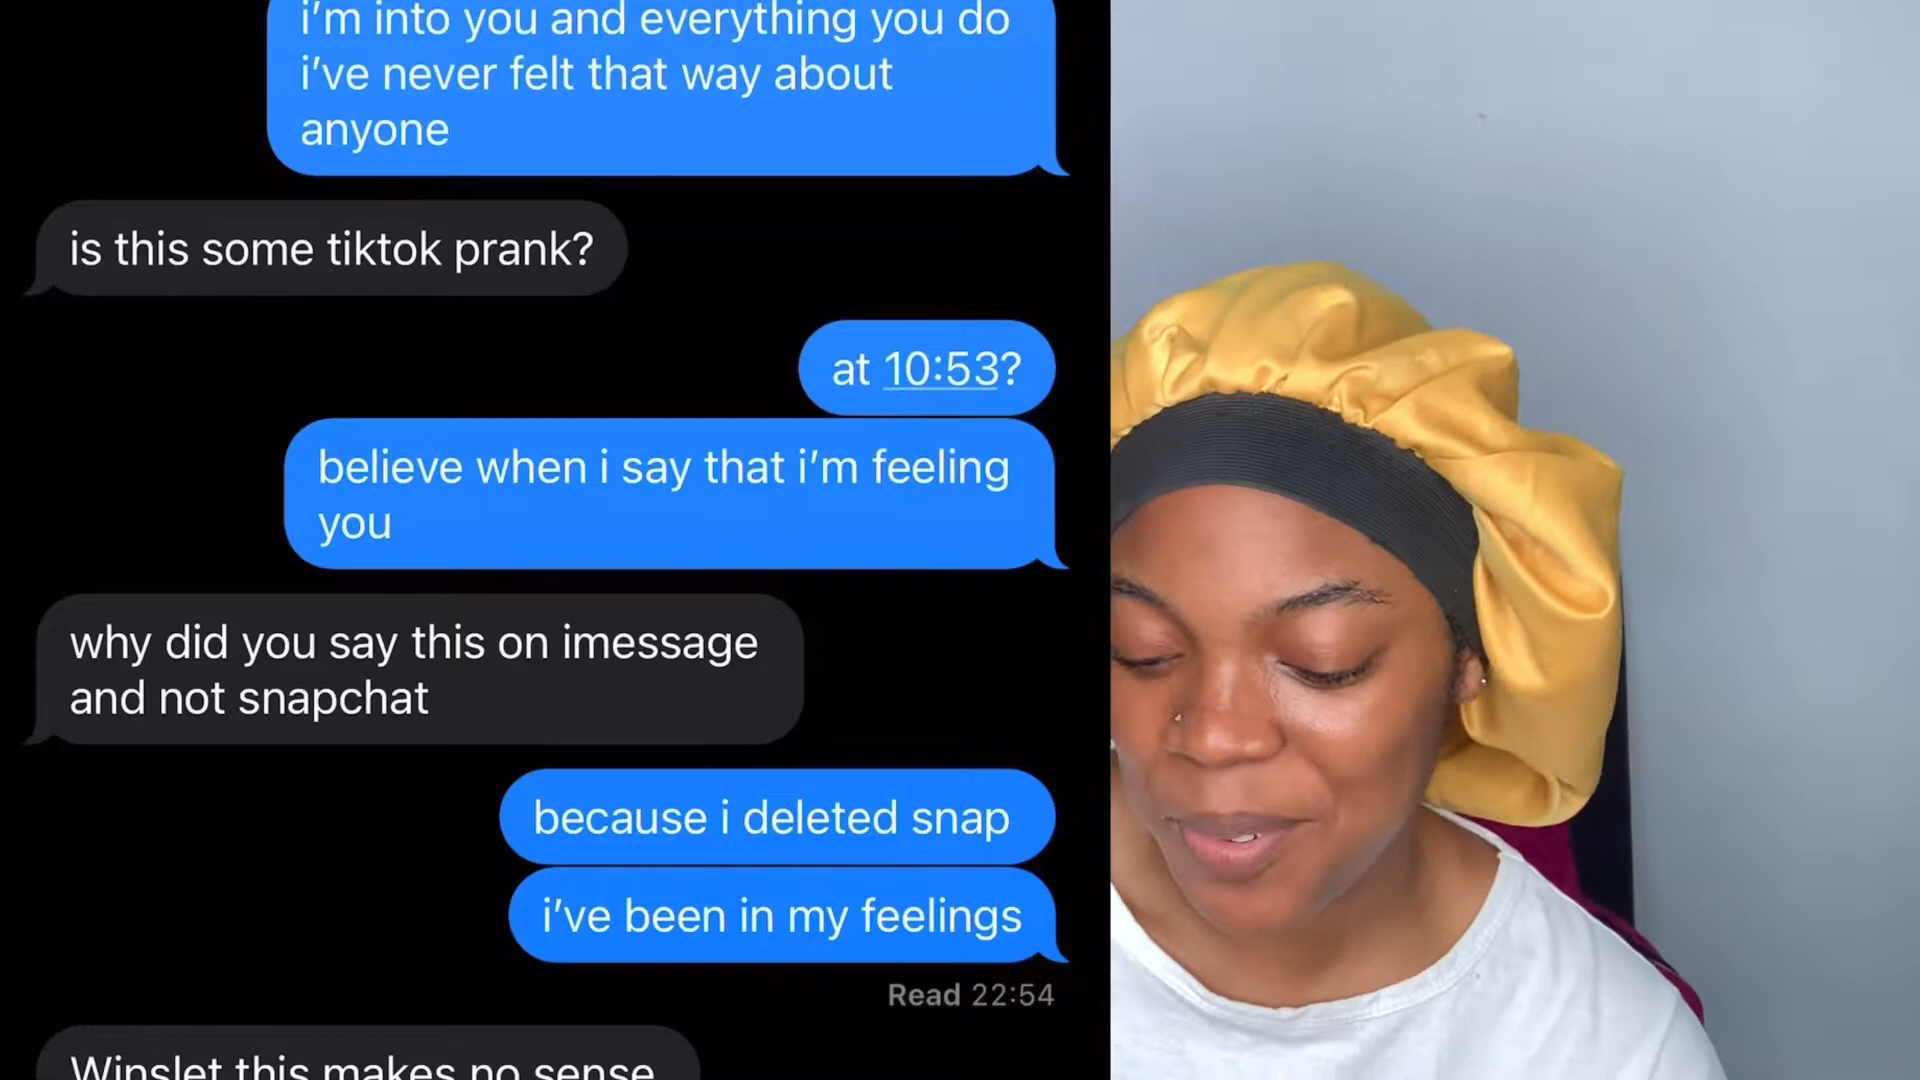 i'm into you and everything you do
i've never felt that way about
anyone
is this some tiktok prank?
at 10:53?
believe when i say that i'm feeling
you
why did you say this on imessage
and not snapchat
because i deleted snap
i've been in my feelings
Read 22:54
Winslet this makes no sense